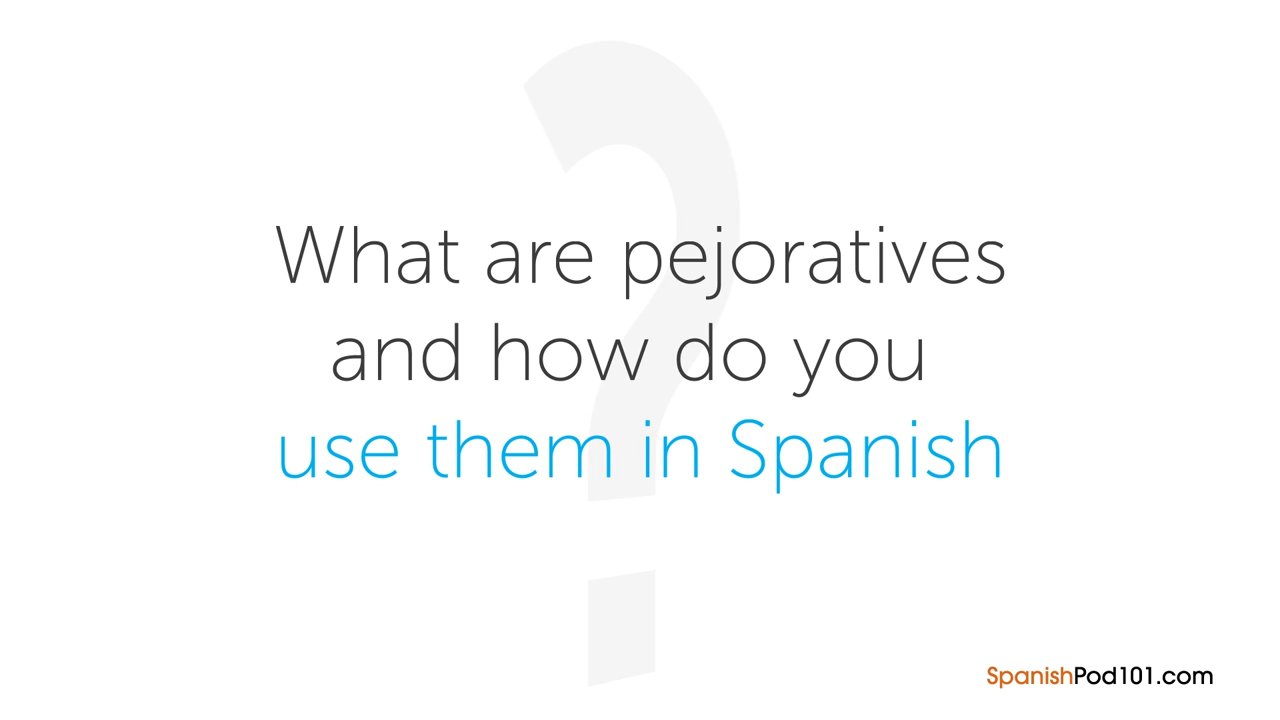 What are pejoratives
and how do you
use them in Spanish
?
SpanishPod101.com